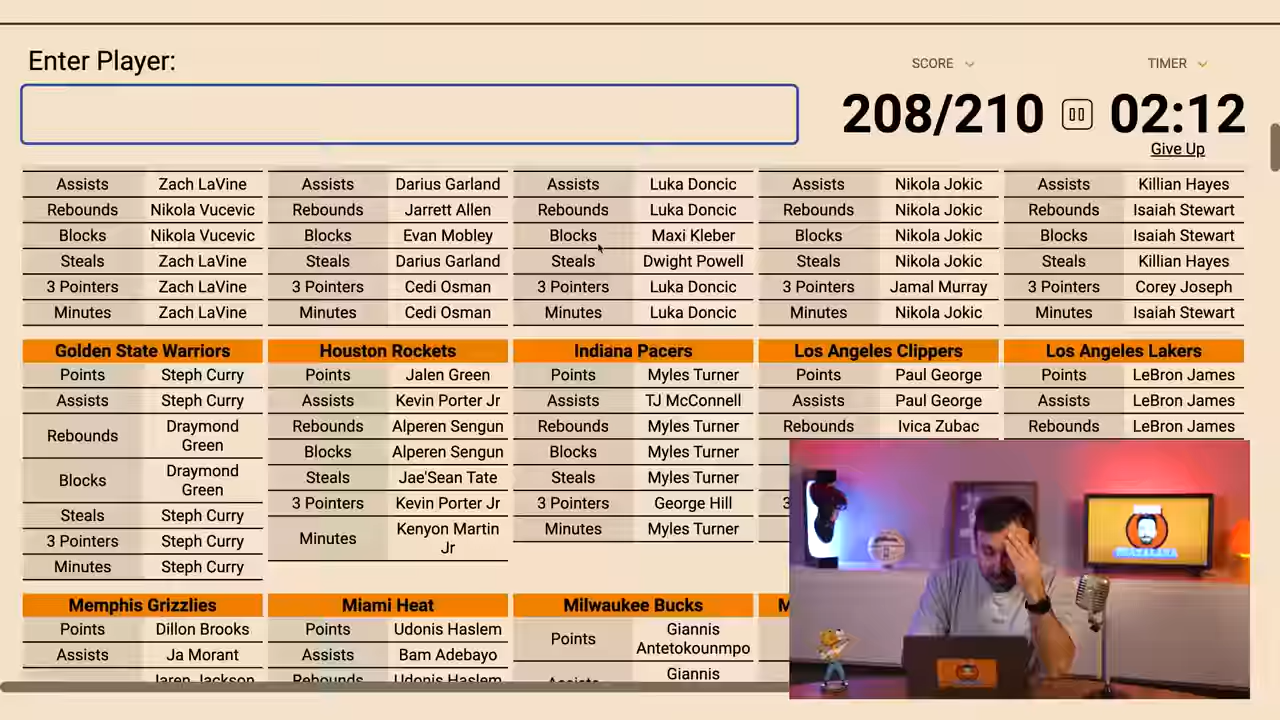 Enter Player:
SCORE
TIMER
208/210
02:12
Give Up
Assists Zach LaVine
Rebounds Nikola Vucevic
Blocks Nikola Vucevic
Steals Zach LaVine
3 Pointers Zach LaVine
Minutes Zach LaVine
Assists Darius Garland
Rebounds Jarrett Allen
Blocks Evan Mobley
Steals Darius Garland
3 Pointers Cedi Osman
Minutes Cedi Osman
Assists Luka Doncic
Rebounds Luka Doncic
Blocks Maxi Kleber
Steals Dwight Powell
3 Pointers Luka Doncic
Minutes Luka Doncic
Assists Nikola Jokic
Rebounds Nikola Jokic
Blocks Nikola Jokic
Steals Nikola Jokic
3 Pointers Jamal Murray
Minutes Nikola Jokic
Assists Killian Hayes
Rebounds Isaiah Stewart
Blocks Isaiah Stewart
Steals Killian Hayes
3 Pointers Corey Joseph
Minutes Isaiah Stewart
Golden State Warriors
Points Steph Curry
Assists Steph Curry
Rebounds Draymond
Green
Blocks Draymond
Green
Steals Steph Curry
3 Pointers Steph Curry
Minutes Steph Curry
Houston Rockets
Points Jalen Green
Assists Kevin Porter Jr
Rebounds Alperen Sengun
Blocks Alperen Sengun
Steals Jae'Sean Tate
3 Pointers Kevin Porter Jr
Minutes Kenyon Martin
Jr
Indiana Pacers
Points Myles Turner
Assists TJ McConnell
Rebounds Myles Turner
Blocks Myles Turner
Steals Myles Turner
3 Pointers George Hill
Minutes Myles Turner
Los Angeles Clippers
Points Paul George
Assists Paul George
Rebounds Ivica Zubac
3
Los Angeles Lakers
Points LeBron James
Assists LeBron James
Rebounds LeBron James
Memphis Grizzlies
Points Dillon Brooks
Assists Ja Morant
Jaren Jackson
Miami Heat
Points Udonis Haslem
Assists Bam Adebayo
Rebounds Udonis Haslem
Milwaukee Bucks
Points Giannis
Antetokounmpo
Assists Giannis
M